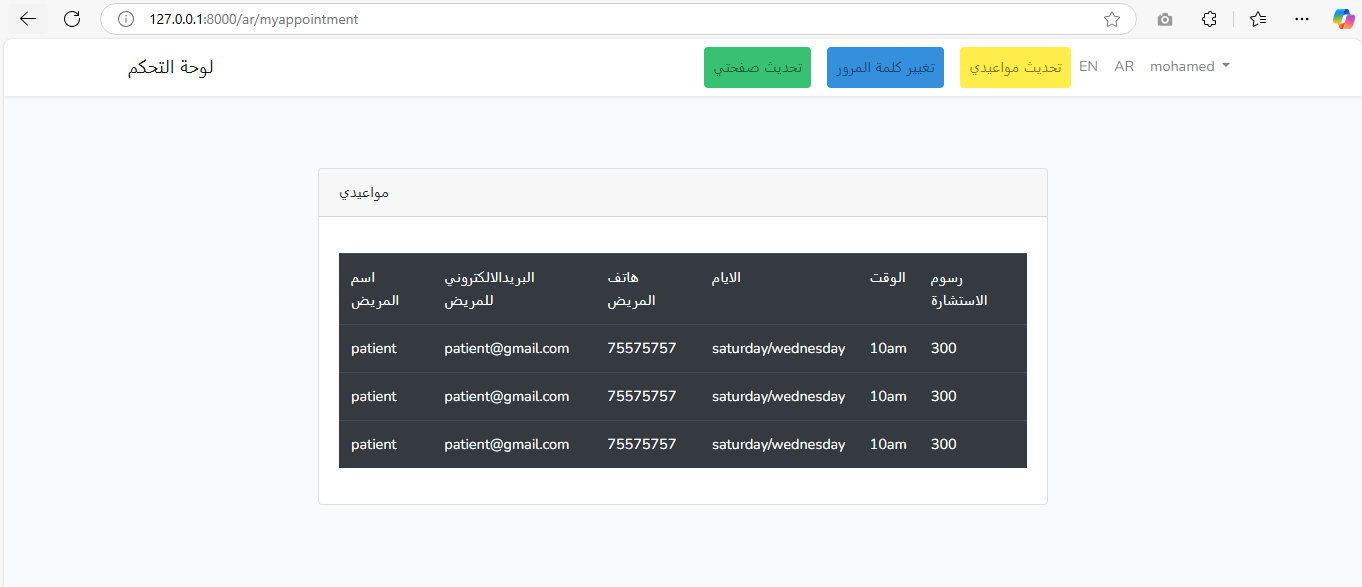 127.0.0.1:8000/ar/myappointment
لوحة التحكم
تحديث صفحتي
تغيير كلمة المرور
تحديث مواعيدي
EN
AR
mohamed
مواعيدي
اسم المريض
البريدالالكتروني للمريض
هاتف المريض
الايام
الوقت
رسوم الاستشارة
patient patient@gmail.com 75575757 saturday/wednesday 10am 300
patient patient@gmail.com 75575757 saturday/wednesday 10am 300
patient patient@gmail.com 75575757 saturday/wednesday 10am 300